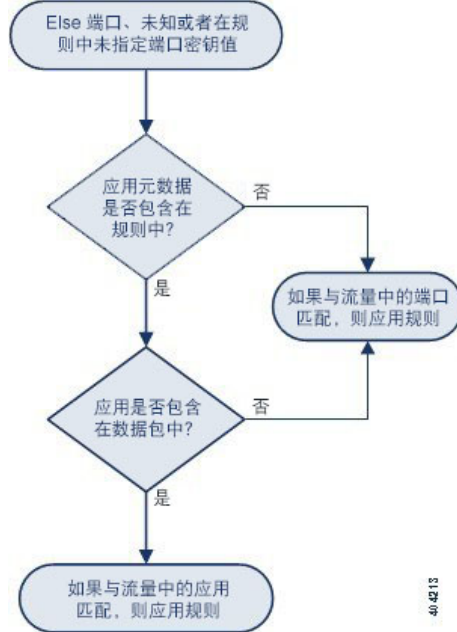 Else 端口、未知或者在规
则中未指定端口密钥值
应用元数据
是否包含在
规则中？
否
是
如果与流量中的端口
匹配，则应用规则
应用是否包含
在数据包中？
否
是
如果与流量中的应用
匹配，则应用规则
404213